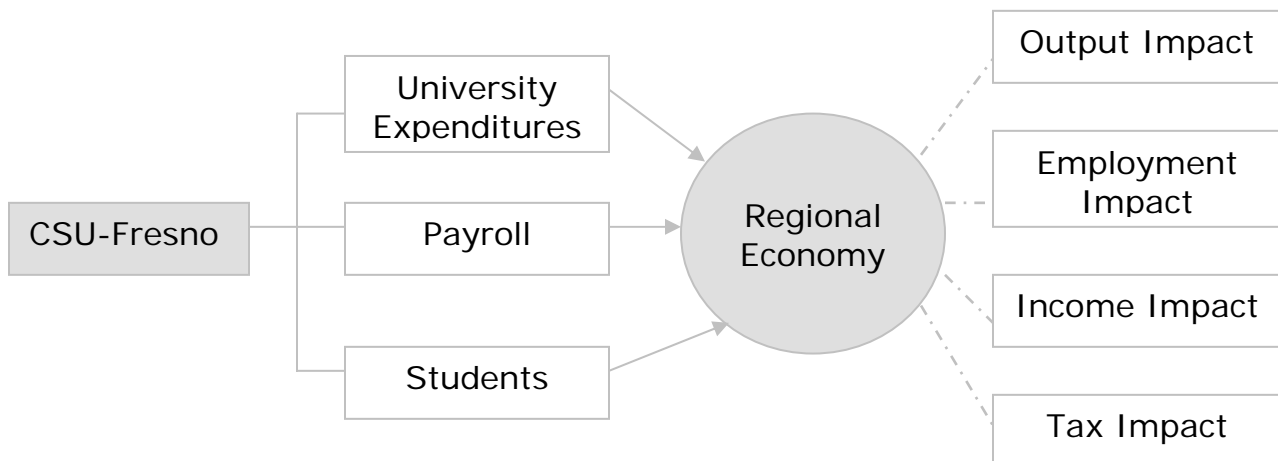 CSU-Fresno
University
Expenditures
Payroll
Students
Regional
Economy
Output Impact
Employment
Impact
Income Impact
Tax Impact